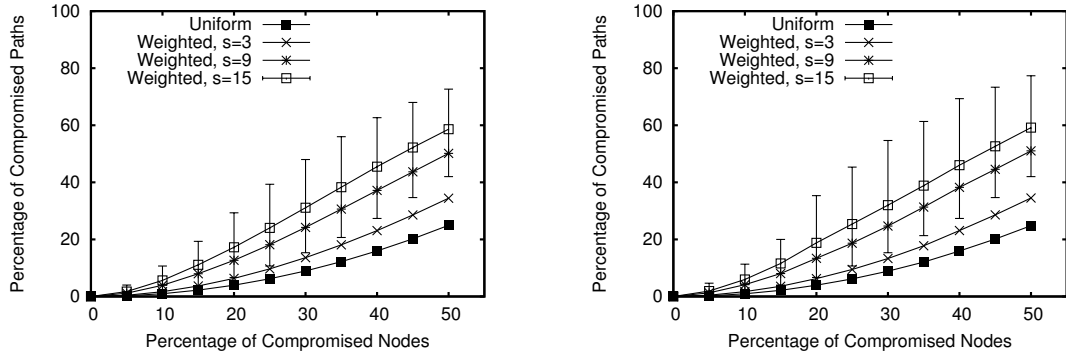 Percentage of Compromised Paths
100
80
60
40
20
0
Uniform
Weighted, s=3
Weighted, s=9
Weighted, s=15
0 10 20 30 40 50
Percentage of Compromised Nodes
Percentage of Compromised Paths
100
80
60
40
20
0
Uniform
Weighted, s=3
Weighted, s=9
Weighted, s=15
0 10 20 30 40 50
Percentage of Compromised Nodes